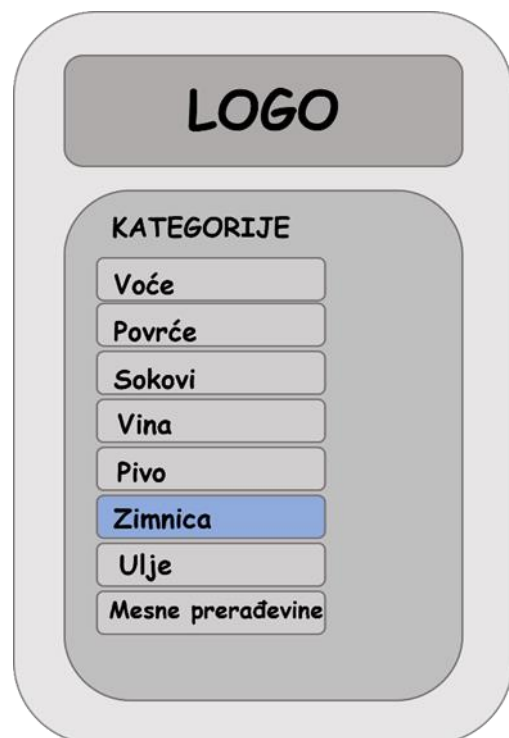 LOGO
KATEGORIJE
Voće
Povrće
Sokovi
Vina
Pivo
Zimnica
Ulje
Mesne prerađevine